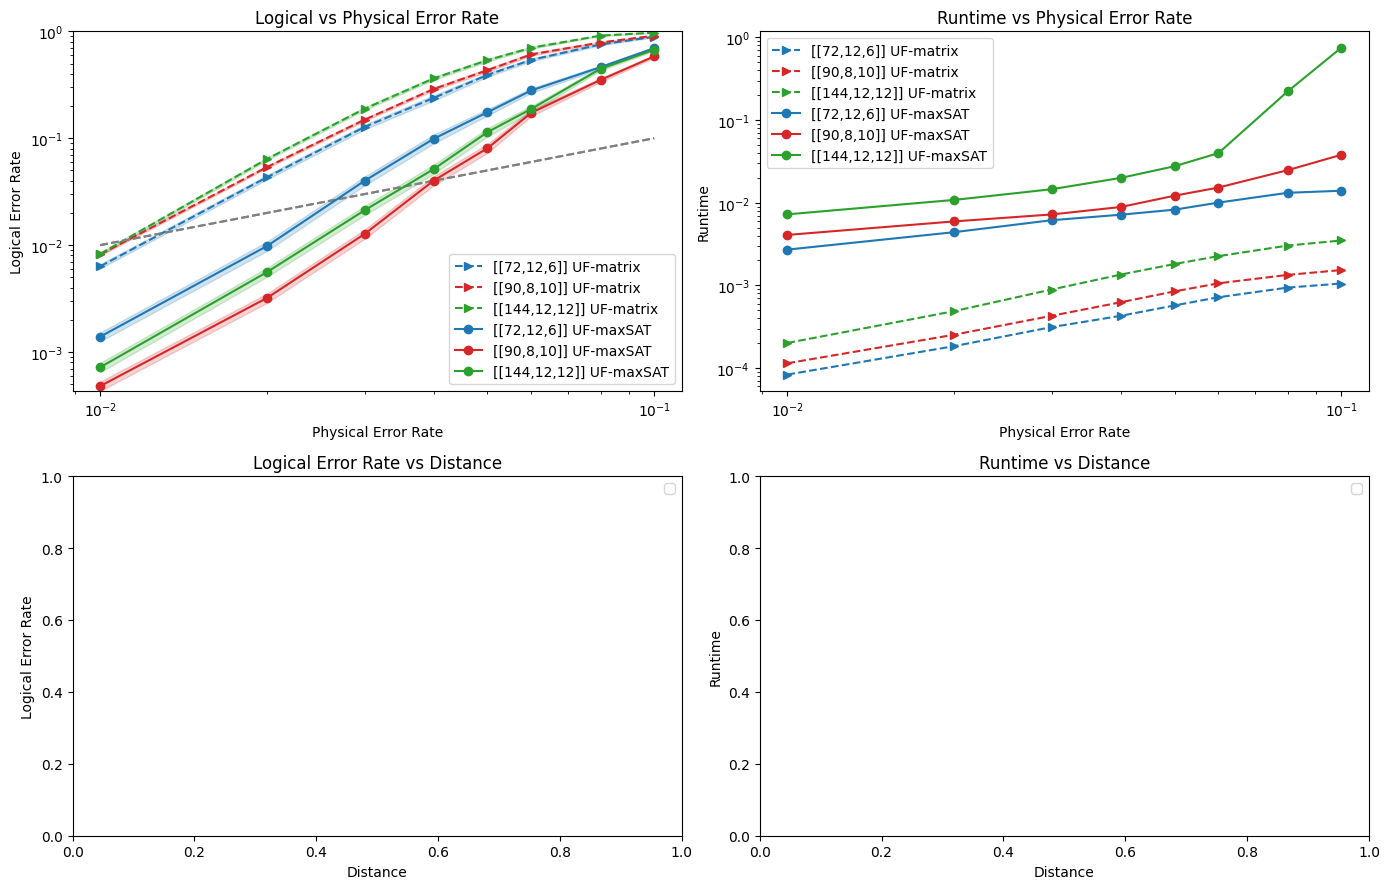 Logical vs Physical Error Rate
Logical Error Rate
10⁰
10⁻¹
10⁻²
10⁻³
[[72,12,6]] UF-matrix
[[90,8,10]] UF-matrix
[[144,12,12]] UF-matrix
[[72,12,6]] UF-maxSAT
[[90,8,10]] UF-maxSAT
[[144,12,12]] UF-maxSAT
10⁻² 10⁻¹
Physical Error Rate
Runtime vs Physical Error Rate
Runtime
10⁰
10⁻¹
10⁻²
10⁻³
10⁻⁴
[[72,12,6]] UF-matrix
[[90,8,10]] UF-matrix
[[144,12,12]] UF-matrix
[[72,12,6]] UF-maxSAT
[[90,8,10]] UF-maxSAT
[[144,12,12]] UF-maxSAT
10⁻² 10⁻¹
Physical Error Rate
Logical Error Rate vs Distance
Logical Error Rate
1.0
0.8
0.6
0.4
0.2
0.0
0.0 0.2 0.4 0.6 0.8 1.0
Distance
Runtime vs Distance
Runtime
1.0
0.8
0.6
0.4
0.2
0.0
0.0 0.2 0.4 0.6 0.8 1.0
Distance